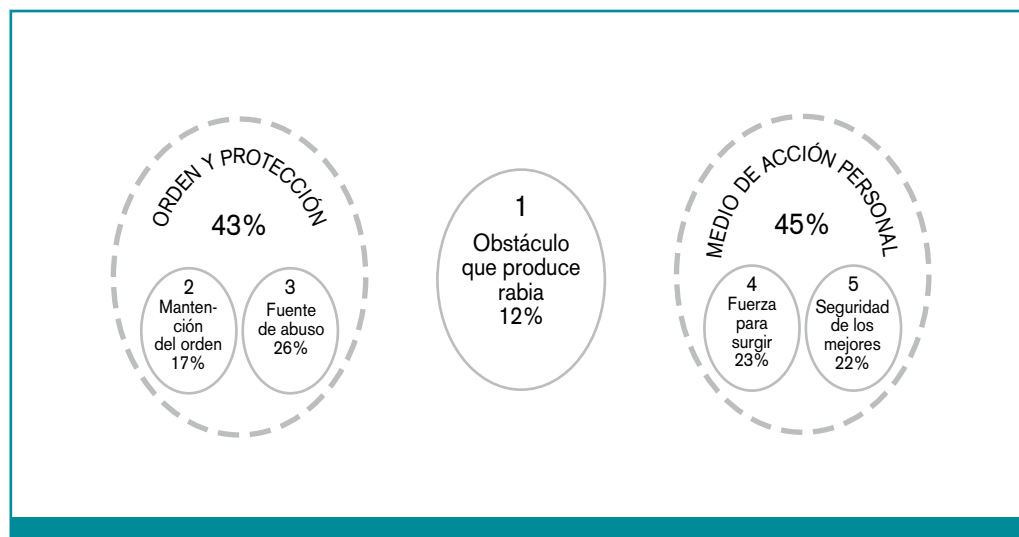 ORDEN Y PROTECCIÓN
43%
2
Manten-
ción
del orden
17%
3
Fuente
de abuso
26%
1
Obstáculo
que produce
rabia
12%
MEDIO DE ACCIÓN PERSONAL
45%
4
Fuerza
para
surgir
23%
5
Seguridad
de los
mejores
22%